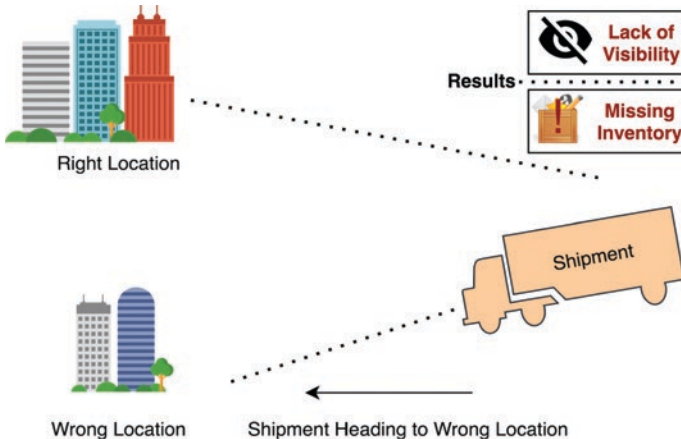 Lack of
Visibility
Results
Missing
Inventory
Right Location
Shipment
Wrong Location
Shipment Heading to Wrong Location